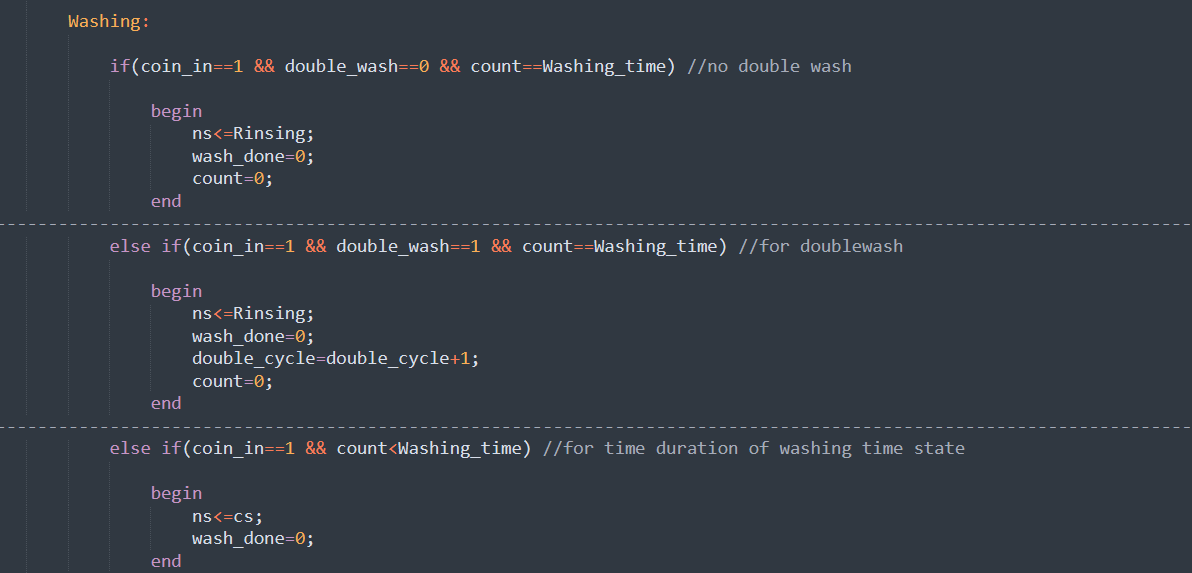 Washing:
if(coin_in==1 && double_wash==0 && count==Washing_time) //no double wash
begin
ns<=Rinsing;
wash_done=0;
count=0;
end
else if(coin_in==1 && double_wash==1 && count==Washing_time) //for doublewash
begin
ns<=Rinsing;
wash_done=0;
double_cycle=double_cycle+1;
count=0;
end
else if(coin_in==1 && count<Washing_time) //for time duration of washing time state
begin
ns<=cs;
wash_done=0;
end